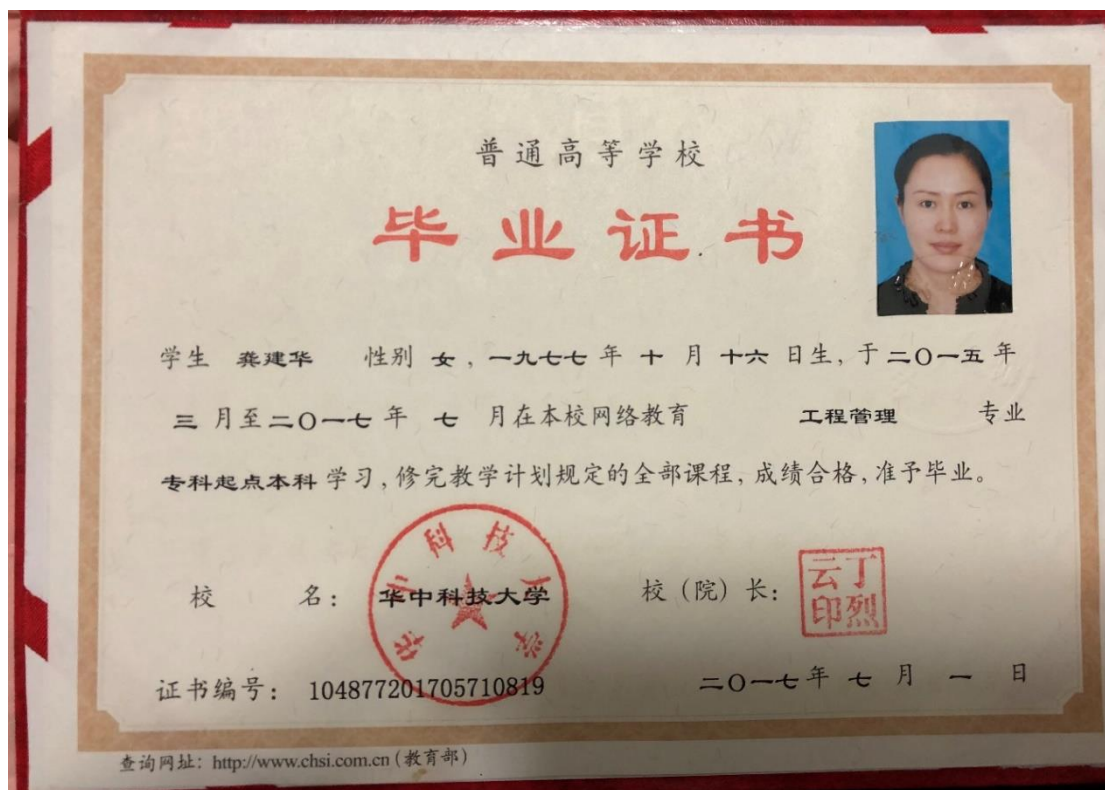 普通高等学校
毕业证书
学生 龚建华 性别 女，一九七七 年 十 月 十六 日生，于 二〇一五 年
三 月至 二〇一七 年 七 月在本校网络教育 工程管理 专业
专科起点本科 学习，修完教学计划规定的全部课程，成绩合格，准予毕业。
校 名： 华中科技大学
华中科技大学
校（院）长：
丁烈云印
证书编号： 104877201705710819
二〇一七 年 七 月 一 日
查询网址：http://www.chsi.com.cn（教育部）